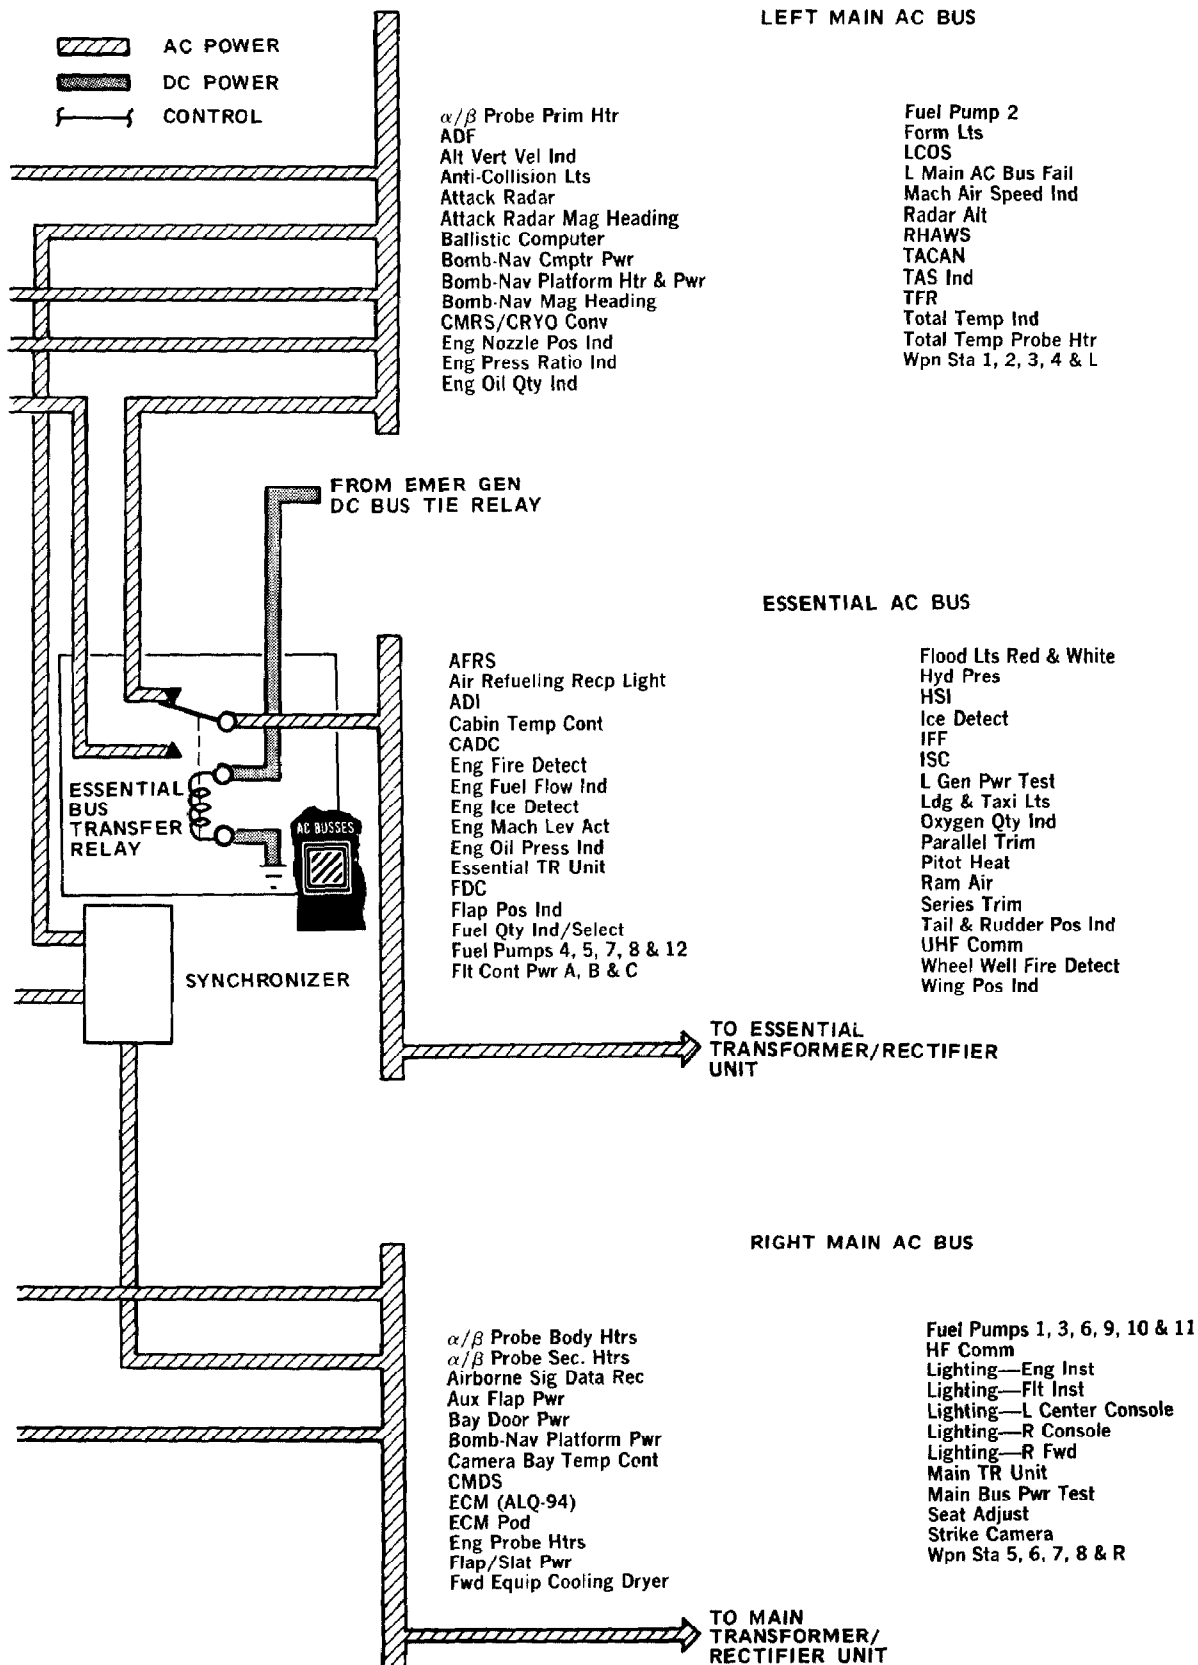 LEFT MAIN AC BUS
AC POWER
DC POWER
CONTROL
α/β Probe Prim Htr
ADF
Alt Vert Vel Ind
Anti-Collision Lts
Attack Radar
Attack Radar Mag Heading
Ballistic Computer
Bomb-Nav Cmptr Pwr
Bomb-Nav Platform Htr & Pwr
Bomb-Nav Mag Heading
CMRS/CRYO Conv
Eng Nozzle Pos Ind
Eng Press Ratio Ind
Eng Oil Qty Ind
Fuel Pump 2
Form Lts
LCOS
L Main AC Bus Fail
Mach Air Speed Ind
Radar Alt
RHAWS
TACAN
TAS Ind
TFR
Total Temp Ind
Total Temp Probe Htr
Wpn Sta 1, 2, 3, 4 & L
FROM EMER GEN
DC BUS TIE RELAY
ESSENTIAL AC BUS
AFRS
Air Refueling Recp Light
ADI
Cabin Temp Cont
CADC
Eng Fire Detect
Eng Fuel Flow Ind
Eng Ice Detect
Eng Mach Lev Act
Eng Oil Press Ind
Essential TR Unit
FDC
Flap Pos Ind
Fuel Qty Ind/Select
Fuel Pumps 4, 5, 7, 8 & 12
Flt Cont Pwr A, B & C
Flood Lts Red & White
Hyd Pres
HSI
Ice Detect
IFF
ISC
L Gen Pwr Test
Ldg & Taxi Lts
Oxygen Qty Ind
Parallel Trim
Pitot Heat
Ram Air
Series Trim
Tail & Rudder Pos Ind
UHF Comm
Wheel Well Fire Detect
Wing Pos Ind
ESSENTIAL
BUS
TRANSFER
RELAY
AC BUSSES
SYNCHRONIZER
TO ESSENTIAL
TRANSFORMER/RECTIFIER
UNIT
RIGHT MAIN AC BUS
α/β Probe Body Htrs
α/β Probe Sec. Htrs
Airborne Sig Data Rec
Aux Flap Pwr
Bay Door Pwr
Bomb-Nav Platform Pwr
Camera Bay Temp Cont
CMDS
ECM (ALQ-94)
ECM Pod
Eng Probe Htrs
Flap/Slat Pwr
Fwd Equip Cooling Dryer
Fuel Pumps 1, 3, 6, 9, 10 & 11
HF Comm
Lighting—Eng Inst
Lighting—Flt Inst
Lighting—L Center Console
Lighting—R Console
Lighting—R Fwd
Main TR Unit
Main Bus Pwr Test
Seat Adjust
Strike Camera
Wpn Sta 5, 6, 7, 8 & R
TO MAIN
TRANSFORMER/
RECTIFIER UNIT